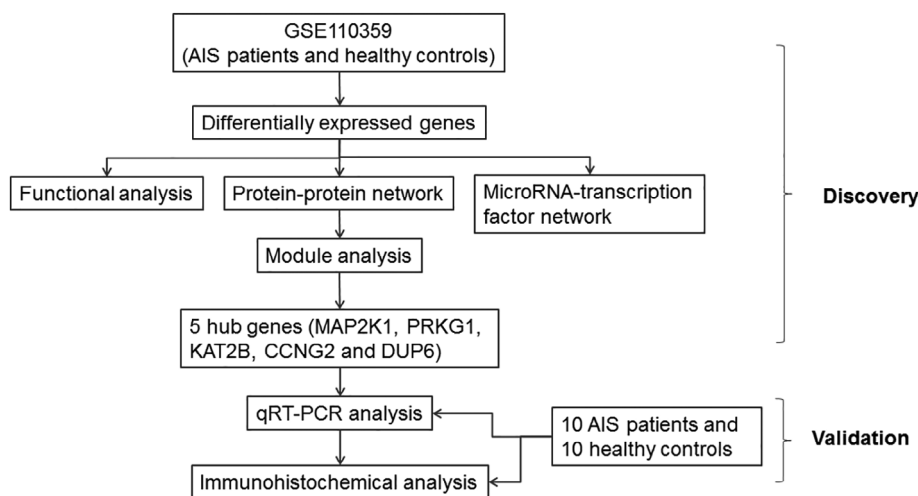 GSE110359
(AIS patients and healthy controls)
Differentially expressed genes
Functional analysis
Protein-protein network
MicroRNA-transcription
factor network
Discovery
Module analysis
5 hub genes (MAP2K1, PRKG1,
KAT2B, CCNG2 and DUP6)
qRT-PCR analysis
10 AIS patients and
10 healthy controls
Validation
Immunohistochemical analysis